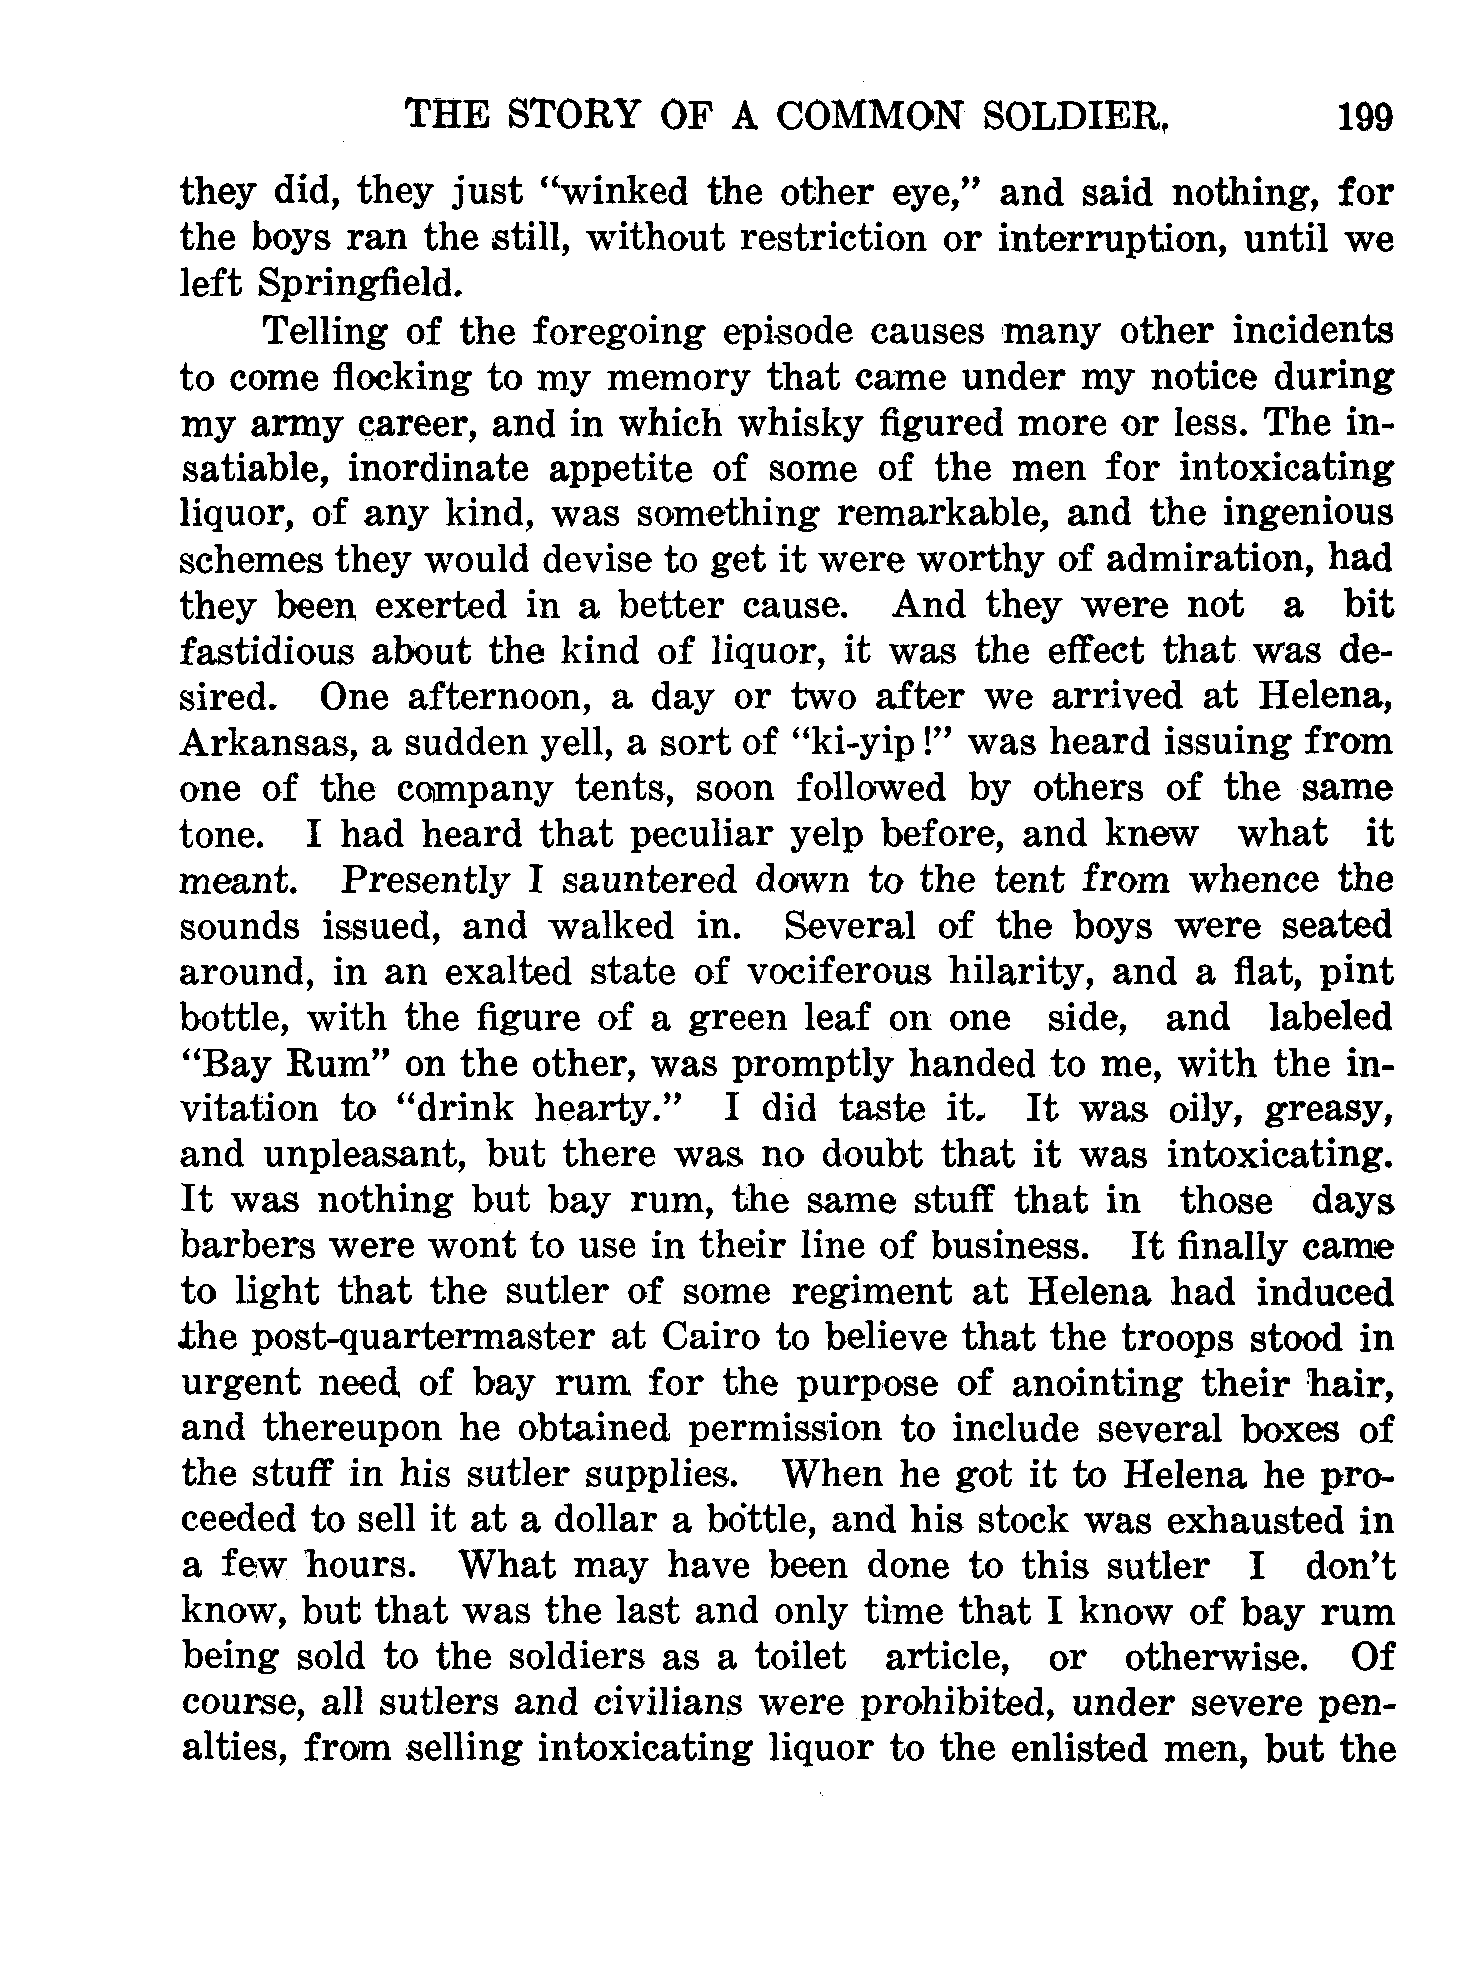 THE STORY OF A COMMON SOLDIER. 199
they did, they just “winked the other eye,” and said nothing, for
the boys ran the still, without restriction or interruption, until we
left Springfield.
Telling of the foregoing episode causes many other incidents
to come flocking to my memory that came under my notice during
my army career, and in which whisky figured more or less. The in-
satiable, inordinate appetite of some of the men for intoxicating
liquor, of any kind, was something remarkable, and the ingenious
schemes they would devise to get it were worthy of admiration, had
they been exerted in a better cause. And they were not a bit
fastidious about the kind of liquor, it was the effect that was de-
sired. One afternoon, a day or two after we arrived at Helena,
Arkansas, a sudden yell, a sort of “ki-yip!” was heard issuing from
one of the company tents, soon followed by others of the same
tone. I had heard that peculiar yelp before, and knew what it
meant. Presently I sauntered down to the tent from whence the
sounds issued, and walked in. Several of the boys were seated
around, in an exalted state of vociferous hilarity, and a flat, pint
bottle, with the figure of a green leaf on one side, and labeled
“Bay Rum” on the other, was promptly handed to me, with the in-
vitation to “drink hearty.” I did taste it. It was oily, greasy,
and unpleasant, but there was no doubt that it was intoxicating.
It was nothing but bay rum, the same stuff that in those days
barbers were wont to use in their line of business. It finally came
to light that the sutler of some regiment at Helena had induced
the post-quartermaster at Cairo to believe that the troops stood in
urgent need of bay rum for the purpose of anointing their hair,
and thereupon he obtained permission to include several boxes of
the stuff in his sutler supplies. When he got it to Helena he pro-
ceeded to sell it at a dollar a bottle, and his stock was exhausted in
a few hours. What may have been done to this sutler I don’t
know, but that was the last and only time that I know of bay rum
being sold to the soldiers as a toilet article, or otherwise. Of
course, all sutlers and civilians were prohibited, under severe pen-
alties, from selling intoxicating liquor to the enlisted men, but the